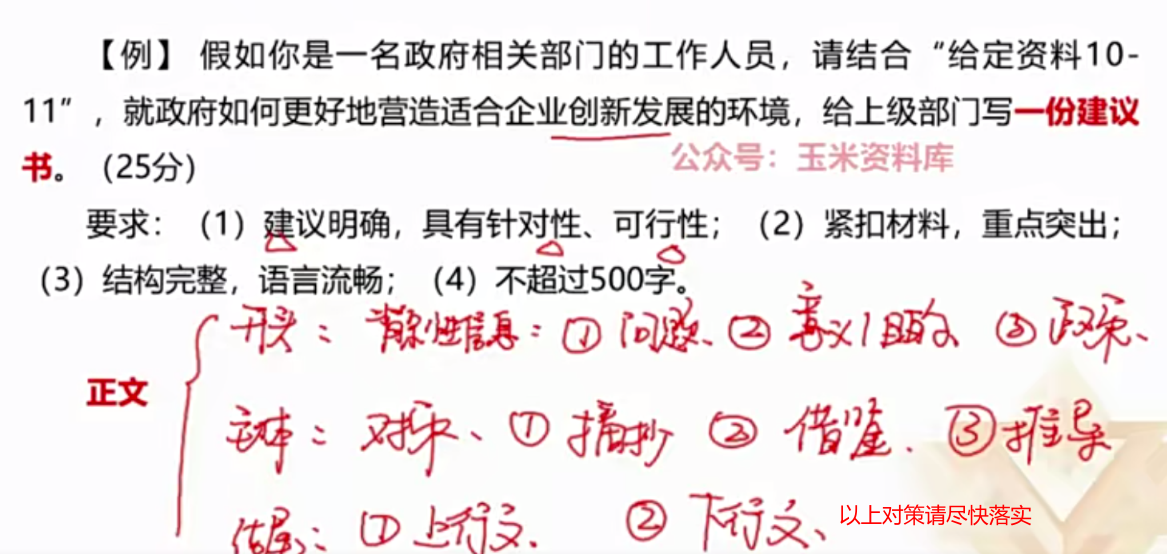 【例】 假如你是一名政府相关部门的工作人员，请结合“给定资料10-
11”，就政府如何更好地营造适合企业创新发展的环境，给上级部门写一份建议
书。（25分）
公众号：玉米资料库
要求：（1）建议明确，具有针对性、可行性；（2）紧扣材料，重点突出；
（3）结构完整，语言流畅；（4）不超过500字。
开头：背景性信息：① 问题、② 意义/目的 ③ 政策、
正文
主体：对策、① 摘抄 ② 借鉴. ③ 推导
结尾：① 上行文. ② 下行文、 以上对策请尽快落实